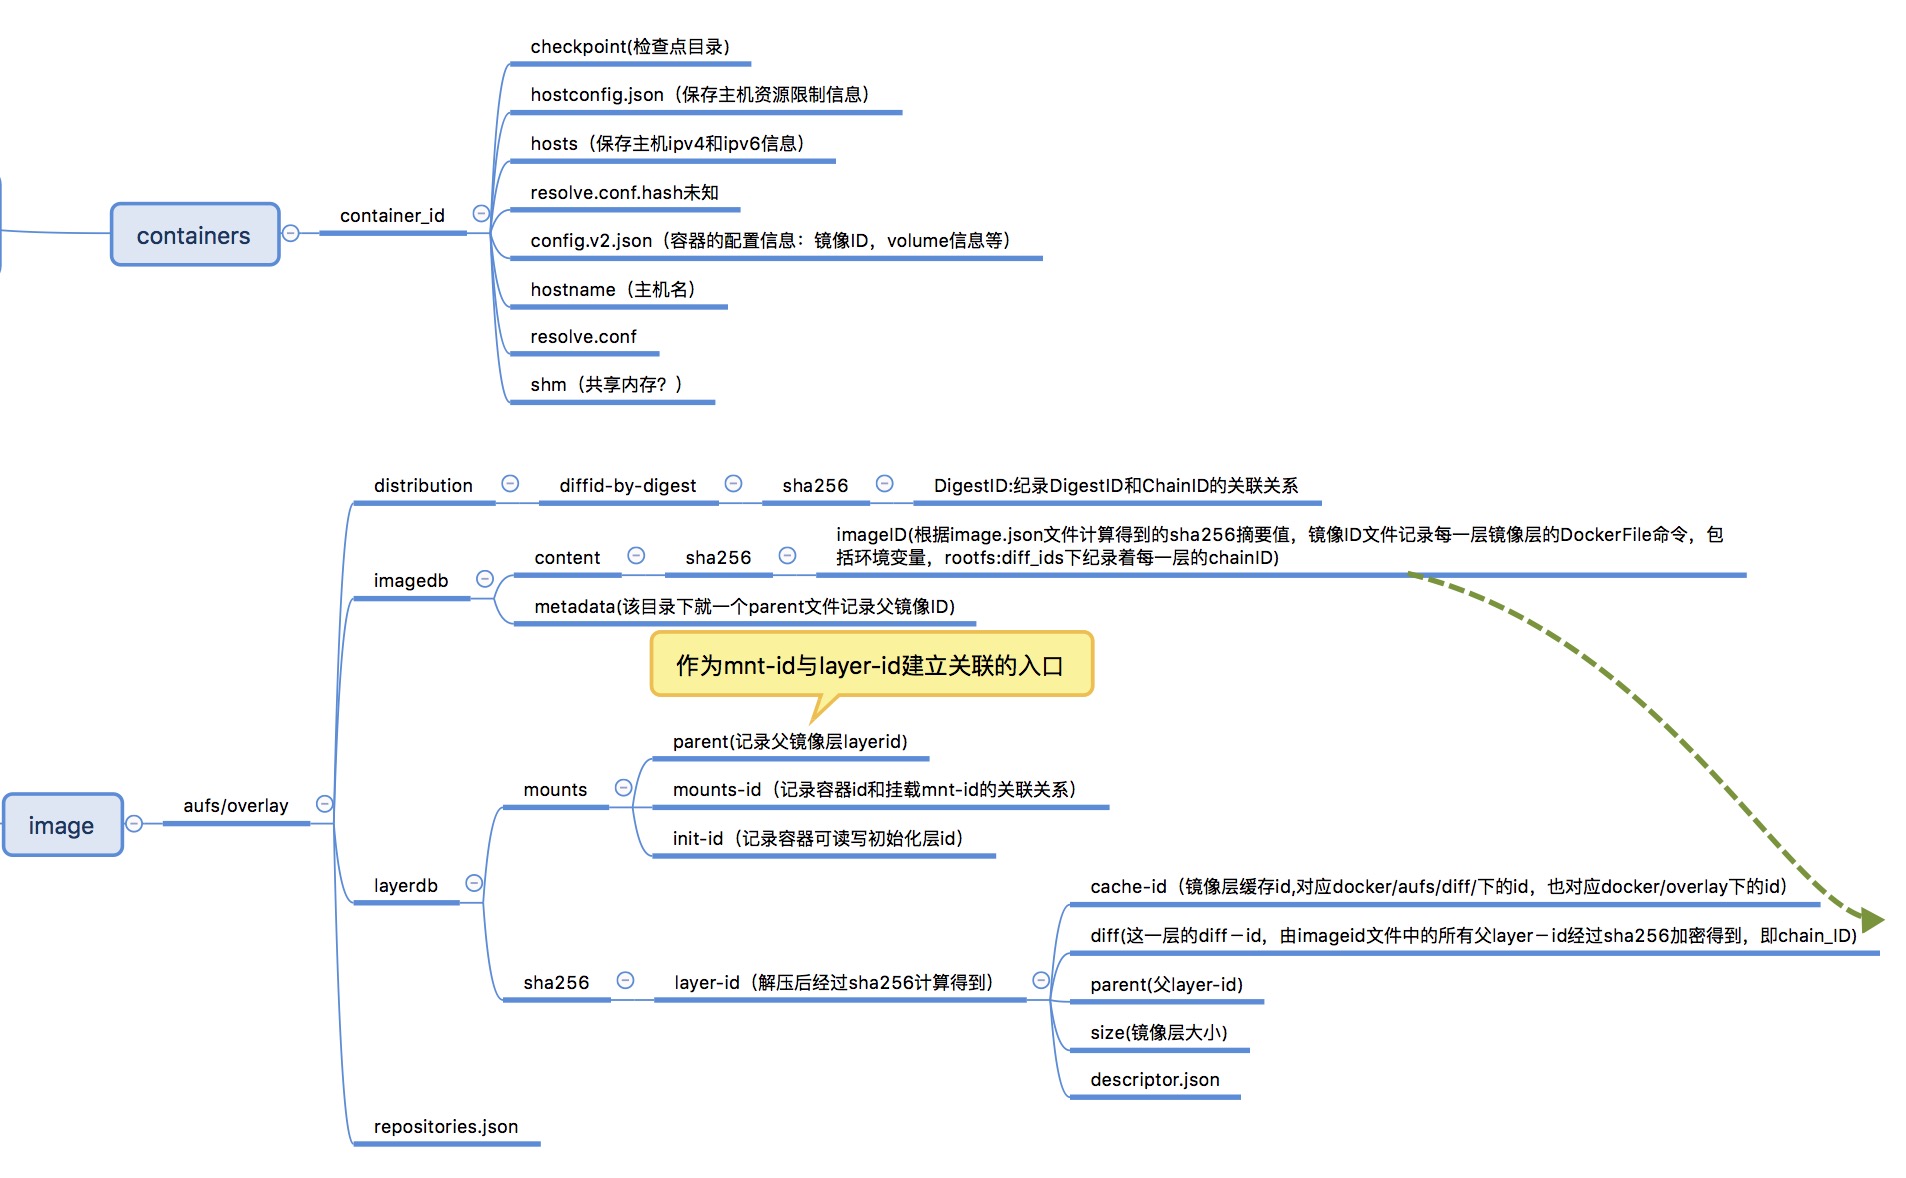 checkpoint(检查点目录)
hostconfig.json（保存主机资源限制信息）
hosts（保存主机ipv4和ipv6信息）
resolve.conf.hash未知
containers
container_id
config.v2.json（容器的配置信息：镜像ID，volume信息等）
hostname（主机名）
resolve.conf
shm（共享内存？）
distribution
diffid-by-digest
sha256
DigestID:纪录DigestID和ChainID的关联关系
imagedb
content
sha256
imageID(根据image.json文件计算得到的sha256摘要值，镜像ID文件记录每一层镜像层的DockerFile命令，包
括环境变量，rootfs:diff_ids下纪录着每一层的chainID)
metadata(该目录下就一个parent文件记录父镜像ID)
作为mnt-id与layer-id建立关联的入口
image
aufs/overlay
layerdb
mounts
parent(记录父镜像层layerid)
mounts-id（记录容器id和挂载mnt-id的关联关系）
init-id（记录容器可读写初始化层id）
sha256
layer-id（解压后经过sha256计算得到）
cache-id（镜像层缓存id,对应docker/aufs/diff/下的id，也对应docker/overlay下的id）
diff(这一层的diff－id，由imageid文件中的所有父layer－id经过sha256加密得到，即chain_ID)
parent(父layer-id)
size(镜像层大小)
descriptor.json
repositories.json